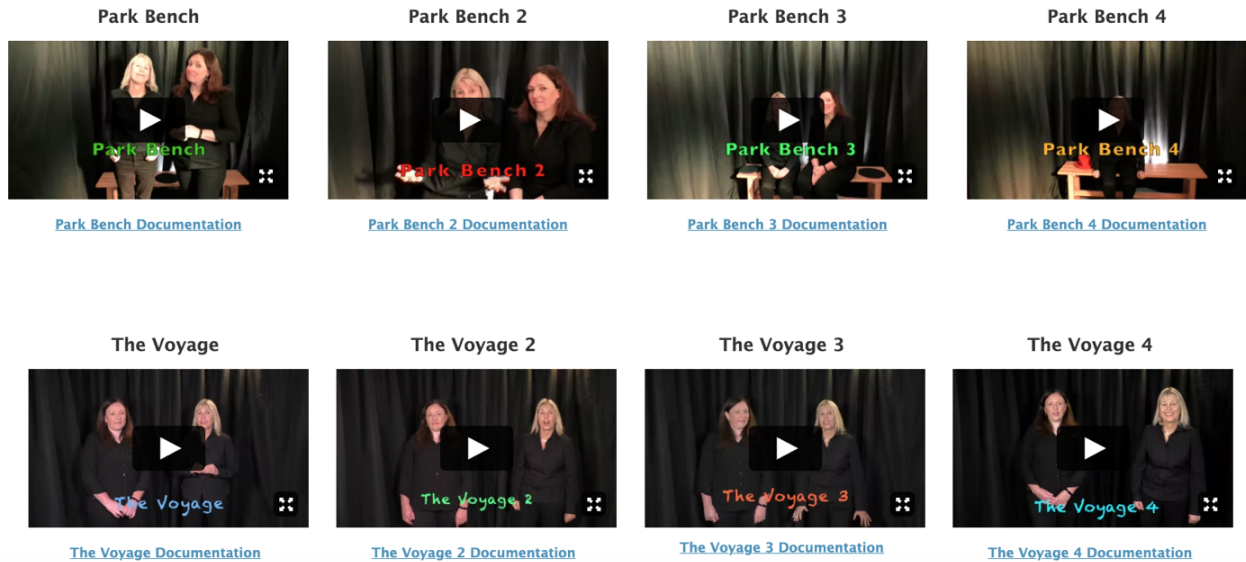 Park Bench
Park Bench 2
Park Bench 3
Park Bench 4
Park Bench
Park Bench 2
Park Bench 3
Park Bench 4
Park Bench Documentation
Park Bench 2 Documentation
Park Bench 3 Documentation
Park Bench 4 Documentation
The Voyage
The Voyage 2
The Voyage 3
The Voyage 4
The Voyage
The Voyage 2
The Voyage 3
The Voyage 4
The Voyage Documentation
The Voyage 2 Documentation
The Voyage 3 Documentation
The Voyage 4 Documentation